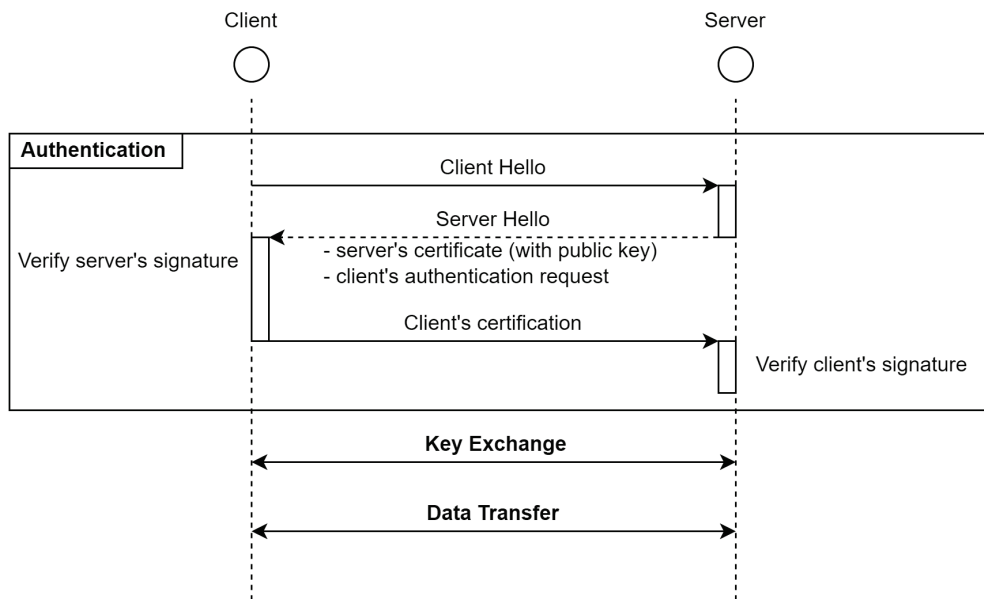 Client
Server
Authentication
Client Hello
Server Hello
- server's certificate (with public key)
Verify server's signature
- client's authentication request
Client's certification
Verify client's signature
Key Exchange
Data Transfer